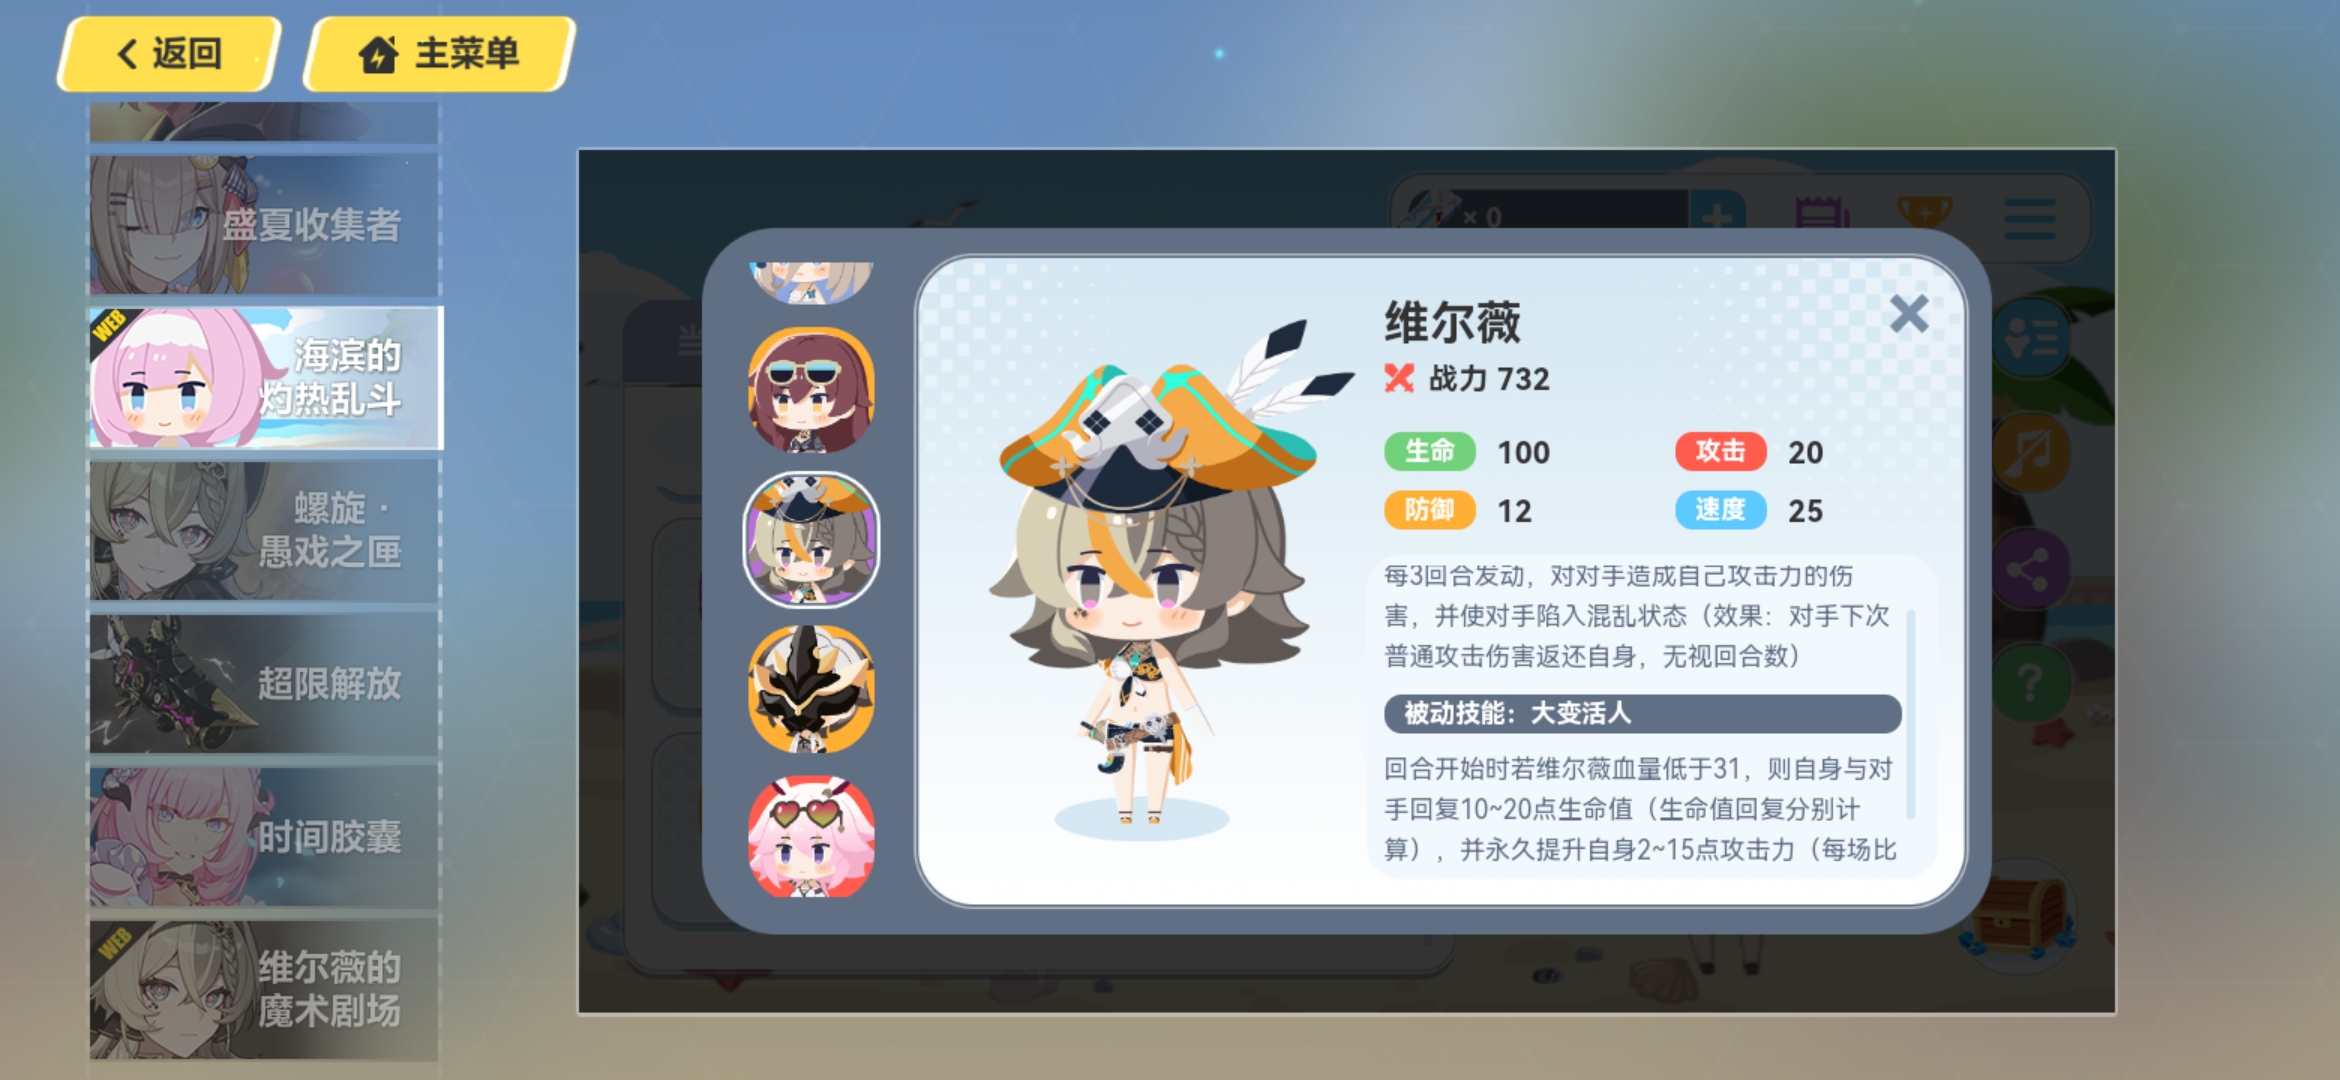 返回
主菜单
盛夏收集者
WEB
海滨的
灼热乱斗
螺旋·
愚戏之匣
超限解放
时间胶囊
WEB
维尔薇的
魔术剧场
×0
当
维尔薇
战力 732
生命 100
攻击 20
防御 12
速度 25
每3回合发动，对对手造成自己攻击力的伤
害，并使对手陷入混乱状态（效果：对手下次
普通攻击伤害返还自身，无视回合数）
被动技能：大变活人
回合开始时若维尔薇血量低于31，则自身与对
手回复10~20点生命值（生命值回复分别计
算），并永久提升自身2~15点攻击力（每场比
?